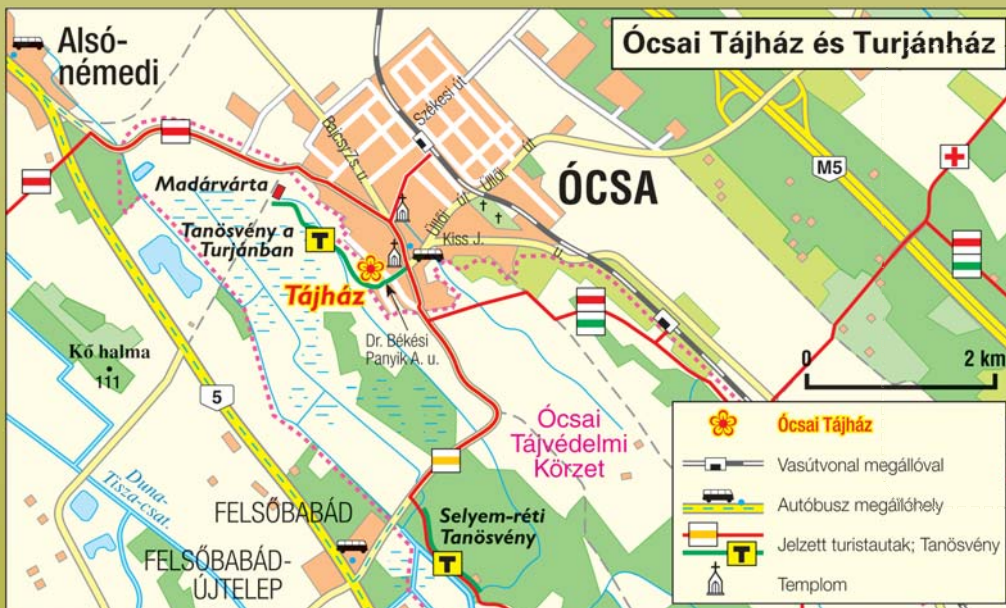 Ócsai Tájház és Turjánház
Alsó-
némedi
Székesi út
Bajcsy Zs. u.
M5
ÓCSA
Madárvárta
Üllői út
Üllői út
Tanösvény a
Turjánban
T
Kiss J.
u.
Tájház
Dr. Békési
Panyik A. u.
Kő halma
111
5
0
2 km
Ócsai
Tájvédelmi
Körzet
Duna-
Tisza-csat.
FELSŐBABÁD
FELSŐBABÁD-
ÚJTELEP
Selyem-réti
Tanösvény
T
Ócsai Tájház
Vasútvonal megállóval
Autóbusz megállóhely
T
Jelzett turistautak; Tanösvény
Templom